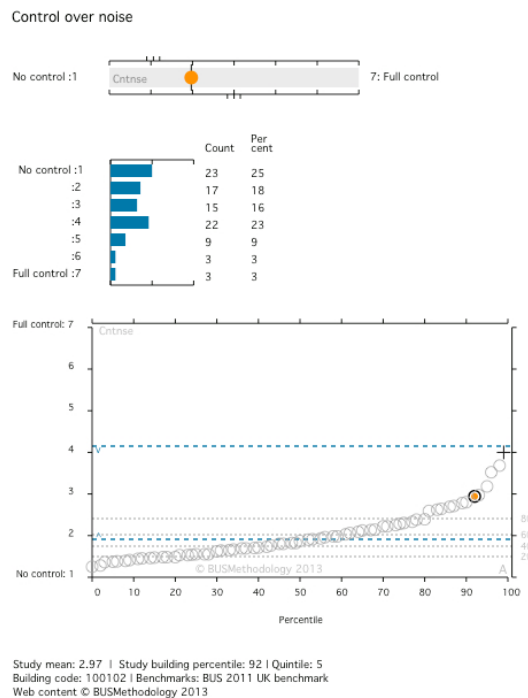 Control over noise
No control :1 Cntnse 7: Full control
Count Per cent
No control :1 23 25
:2 17 18
:3 15 16
:4 22 23
:5 9 9
:6 3 3
Full control :7 3 3
Full control: 7
Cntnse
6
5
4
3
2
No control: 1
© BUSMethodology 2013
A
0 10 20 30 40 50 60 70 80 90 100
Percentile
Study mean: 2.97 | Study building percentile: 92 | Quintile: 5
Building code: 100102 | Benchmarks: BUS 2011 UK benchmark
Web content © BUSMethodology 2013